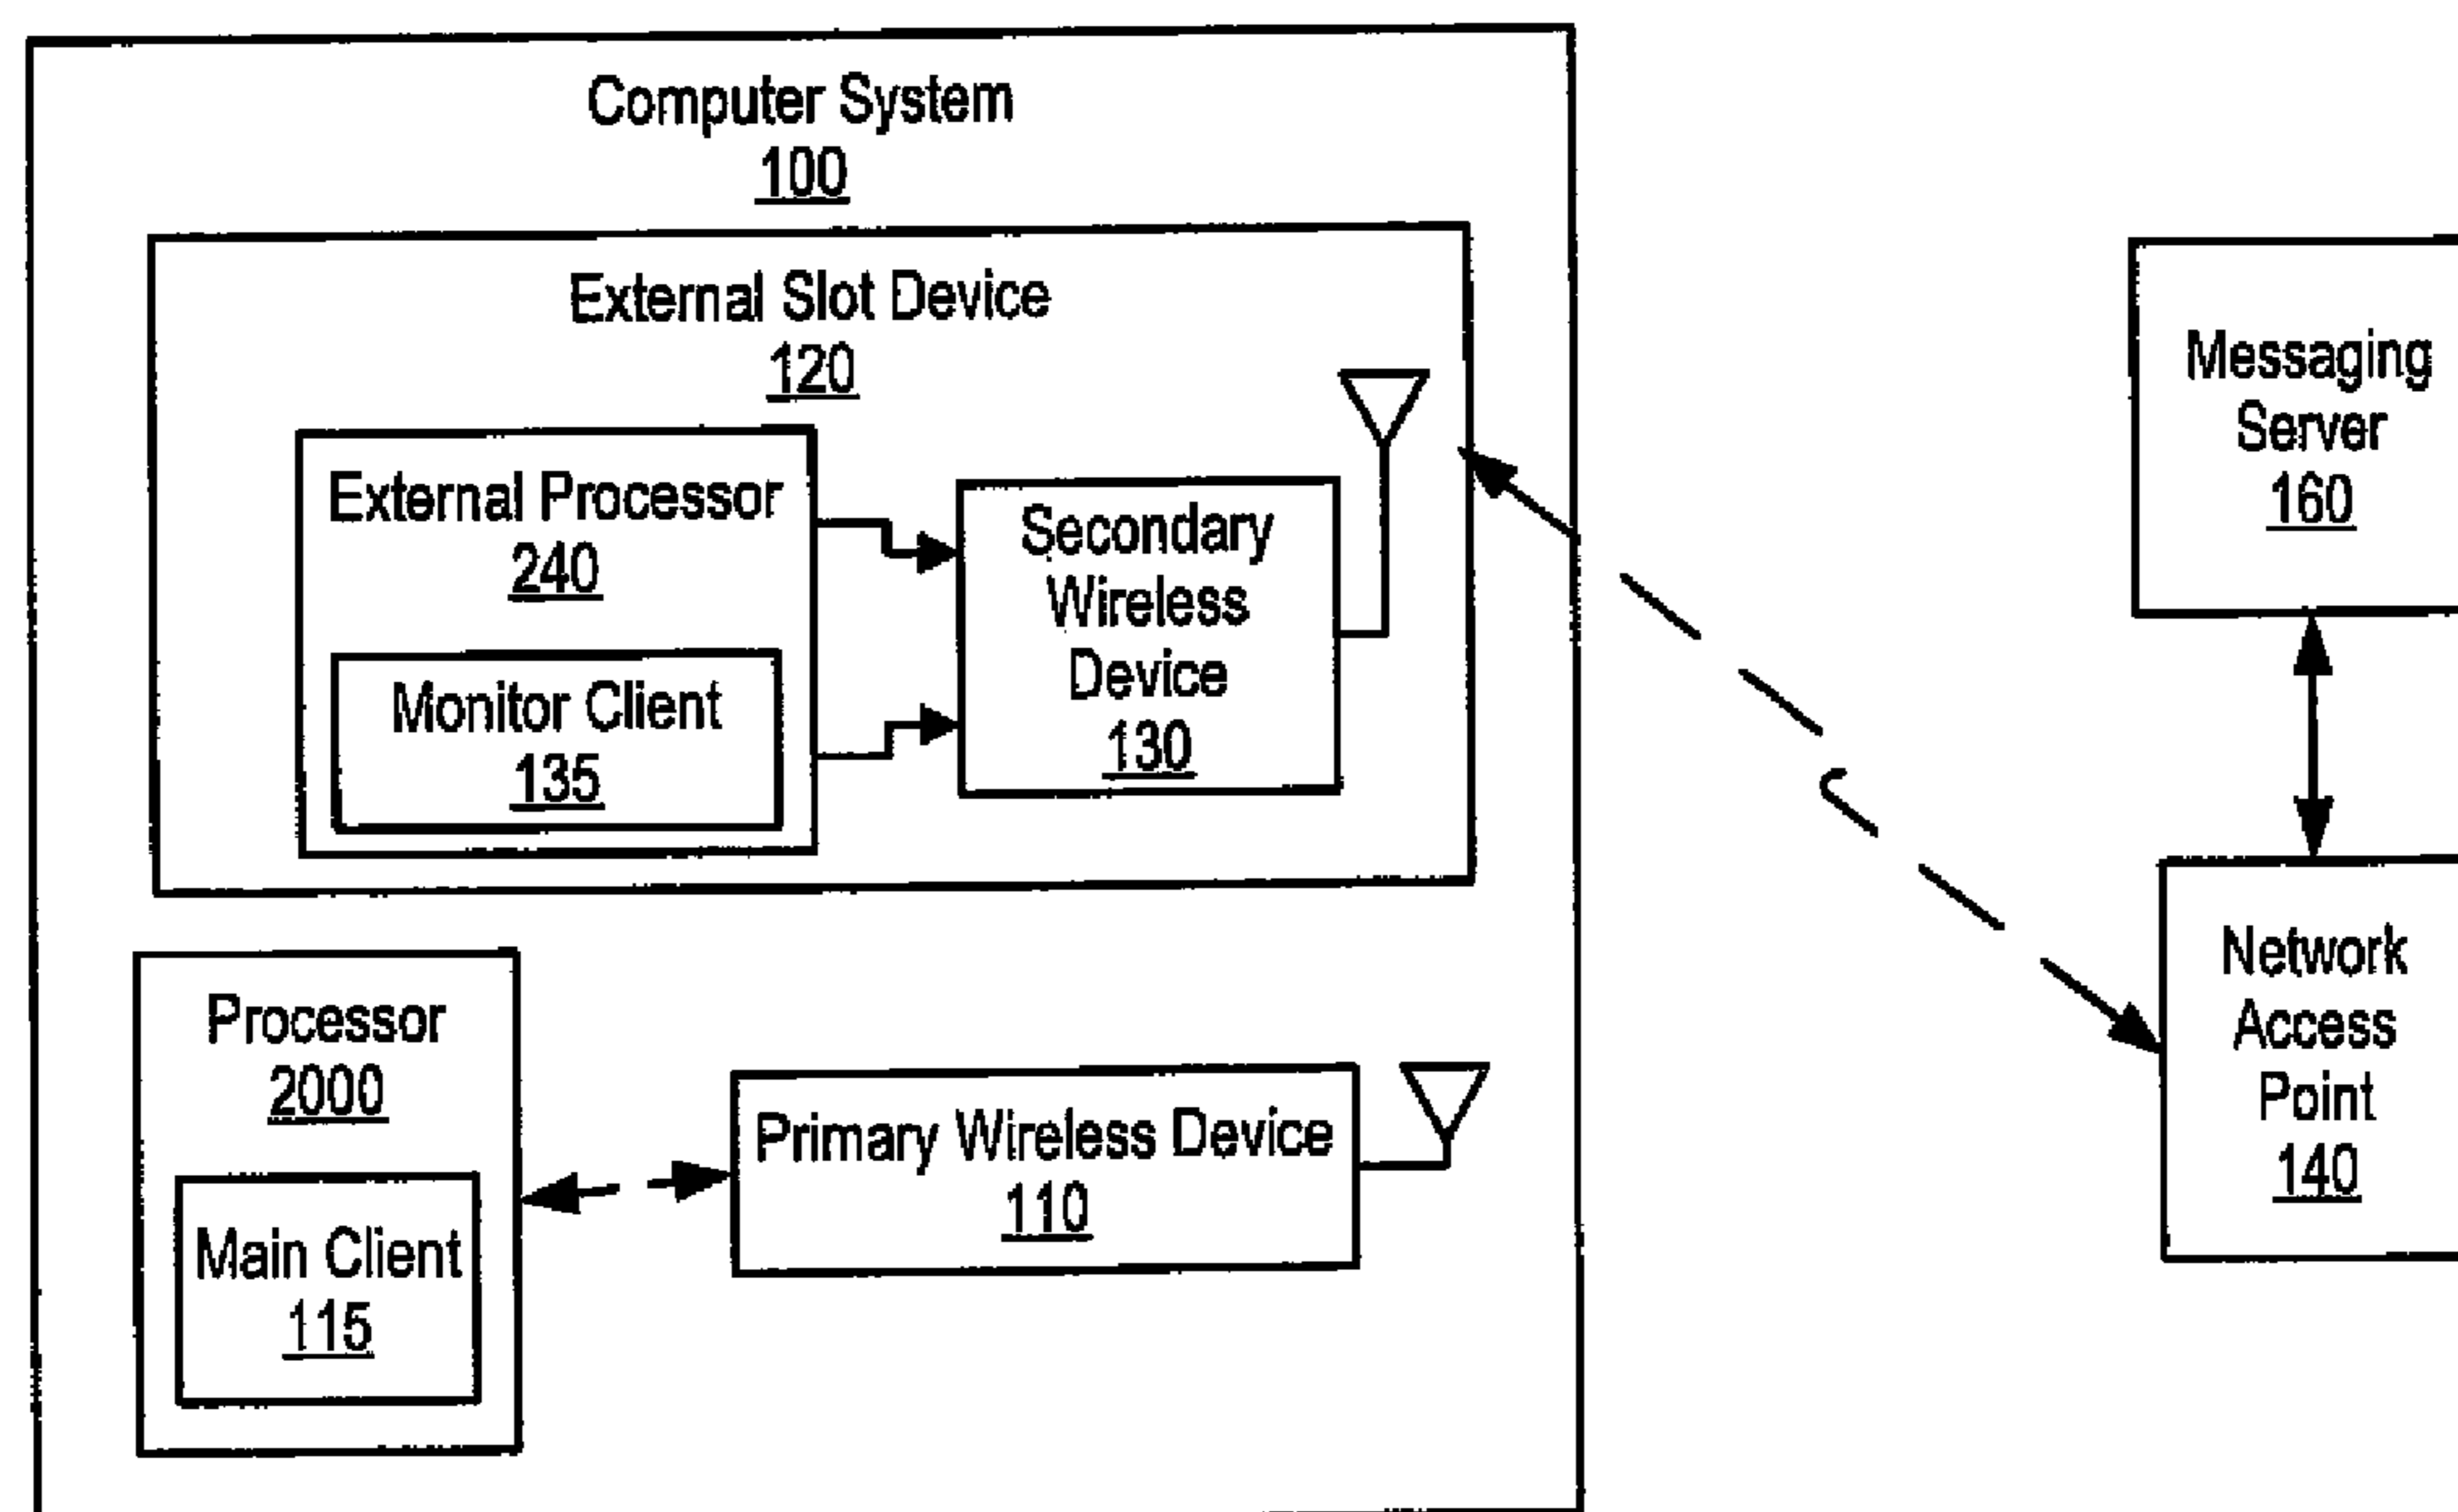 Computer System
100
External Slot Device
120
External Processor
240
Monitor Client
135
Secondary
Wireless
Device
130
Messaging
Server
160
Network
Access
Point
140
Processor
2000
Main Client
115
Primary Wireless Device
110